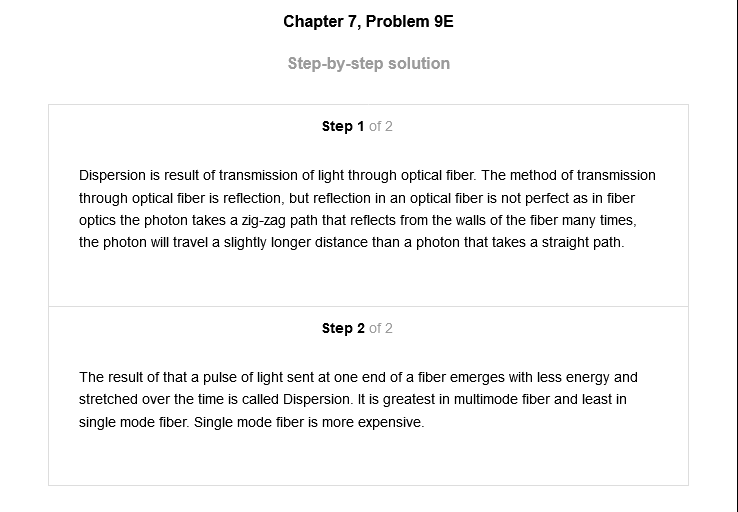 Chapter 7, Problem 9E
Step-by-step solution
Step 1 of 2
Dispersion is result of transmission of light through optical fiber. The method of transmission
through optical fiber is reflection, but reflection in an optical fiber is not perfect as in fiber
optics the photon takes a zig-zag path that reflects from the walls of the fiber many times,
the photon will travel a slightly longer distance than a photon that takes a straight path.
Step 2 of 2
The result of that a pulse of light sent at one end of a fiber emerges with less energy and
stretched over the time is called Dispersion. It is greatest in multimode fiber and least in
single mode fiber. Single mode fiber is more expensive.